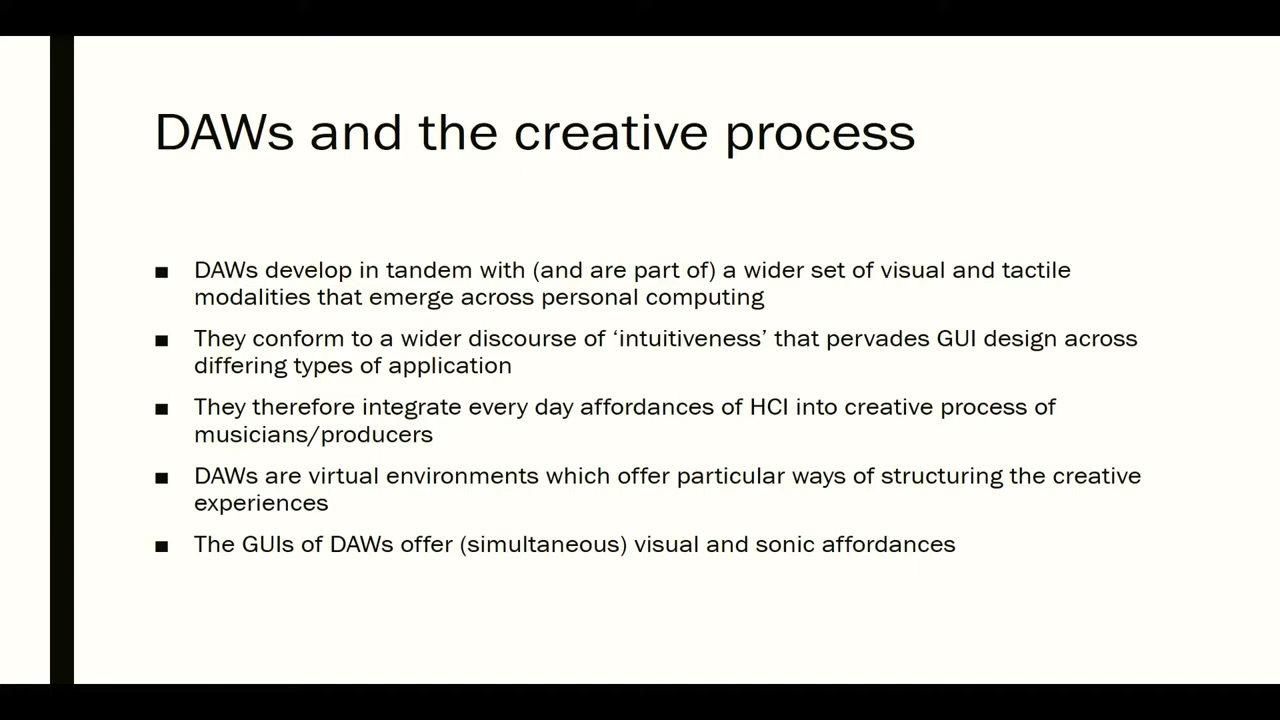 DAWs and the creative process
■ DAWs develop in tandem with (and are part of) a wider set of visual and tactile
modalities that emerge across personal computing
■ They conform to a wider discourse of ‘intuitiveness’ that pervades GUI design across
differing types of application
■ They therefore integrate every day affordances of HCI into creative process of
musicians/producers
■ DAWs are virtual environments which offer particular ways of structuring the creative
experiences
■ The GUIs of DAWs offer (simultaneous) visual and sonic affordances